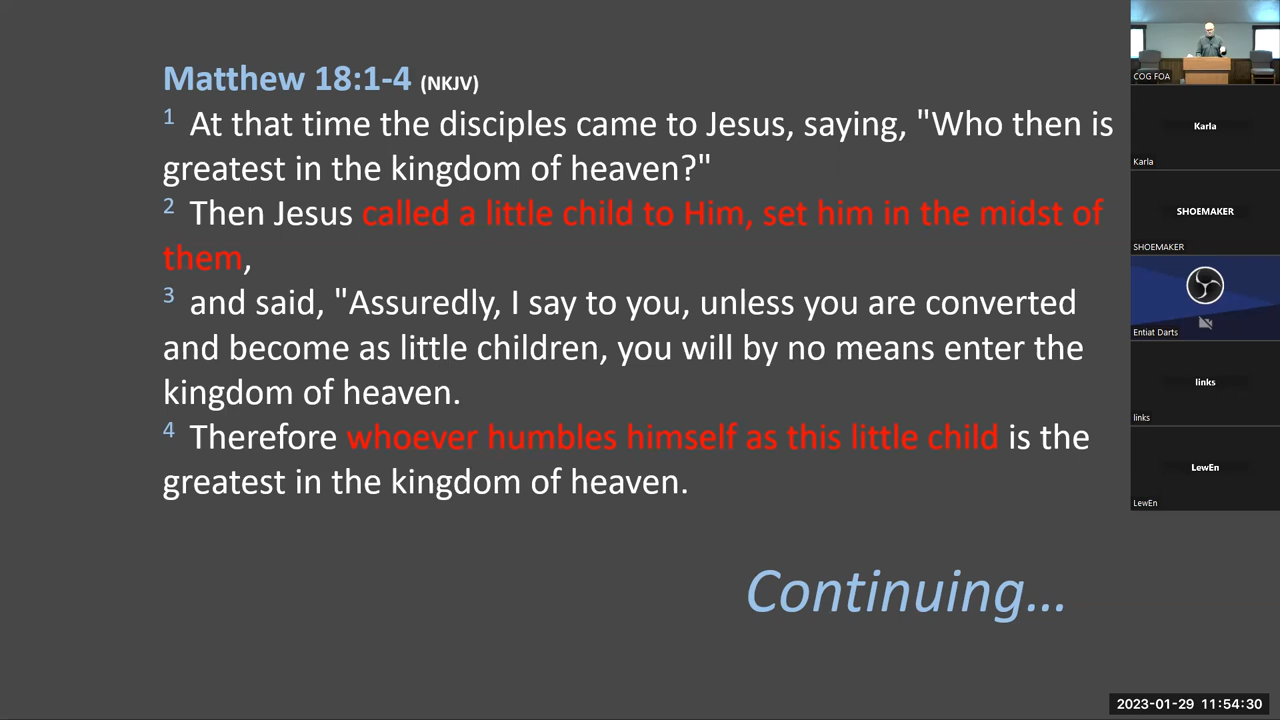 Matthew 18:1-4 (NKJV)
1 At that time the disciples came to Jesus, saying, "Who then is
greatest in the kingdom of heaven?"
2 Then Jesus called a little child to Him, set him in the midst of
them,
3 and said, "Assuredly, I say to you, unless you are converted
and become as little children, you will by no means enter the
kingdom of heaven.
4 Therefore whoever humbles himself as this little child is the
greatest in the kingdom of heaven.
Continuing...
COG FOA
Karla
Karla
SHOEMAKER
SHOEMAKER
Entiat Darts
links
links
LewEn
LewEn
2023-01-29 11:54:30